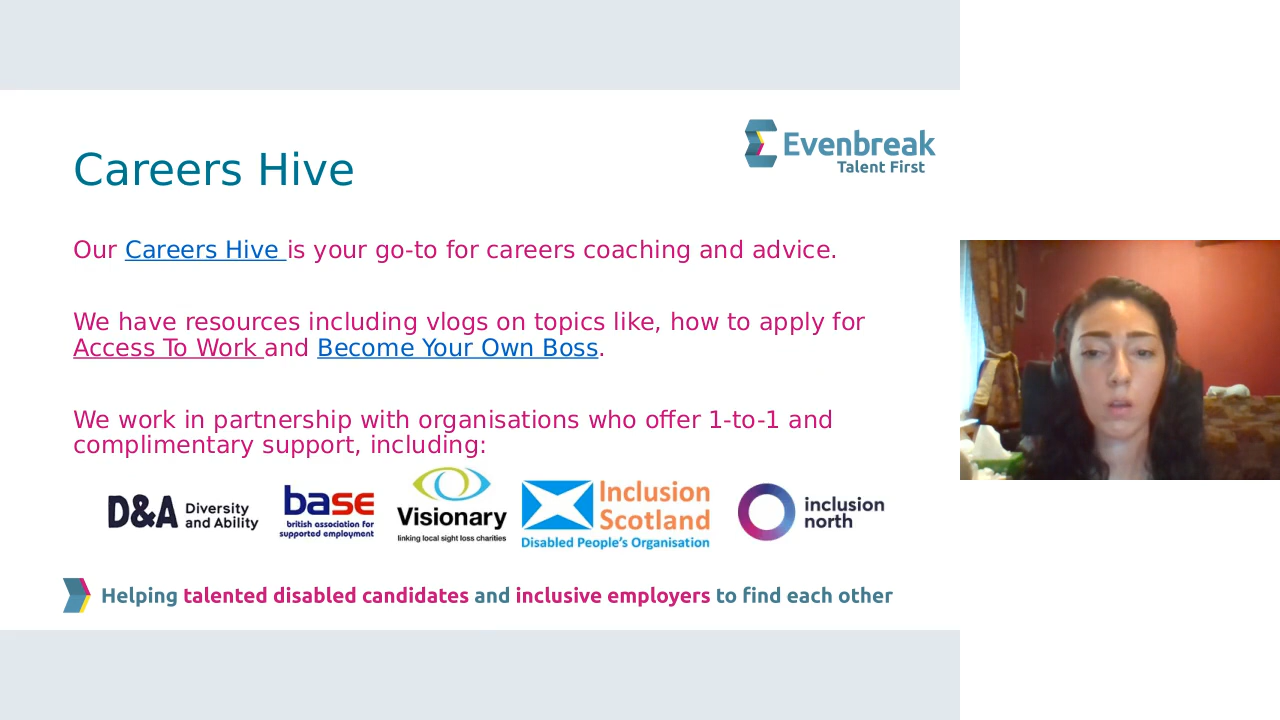 Evenbreak
Talent First
Careers Hive
Our Careers Hive is your go-to for careers coaching and advice.
We have resources including vlogs on topics like, how to apply for
Access To Work and Become Your Own Boss.
We work in partnership with organisations who offer 1-to-1 and
complimentary support, including:
D&A Diversity
and Ability
base
british association for
supported employment
Visionary
linking local sight loss charities
Inclusion
Scotland
Disabled People's Organisation
inclusion
north
Helping talented disabled candidates and inclusive employers to find each other